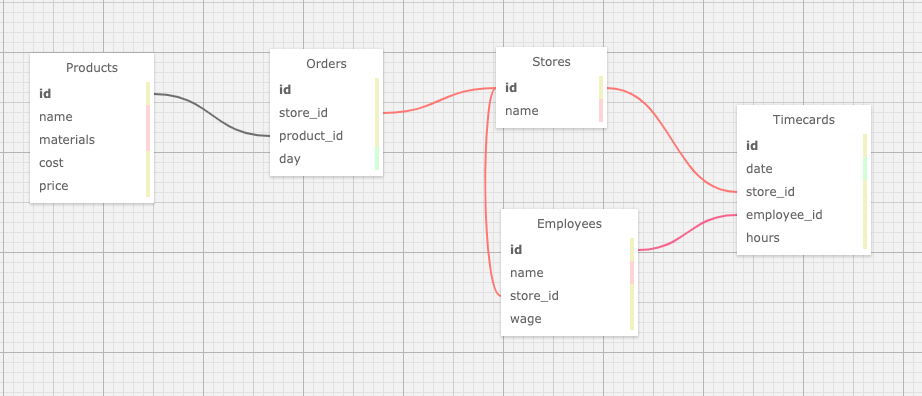 Products
id
name
materials
cost
price
Orders
id
store_id
product_id
day
Stores
id
name
Employees
id
name
store_id
wage
Timecards
id
date
store_id
employee_id
hours